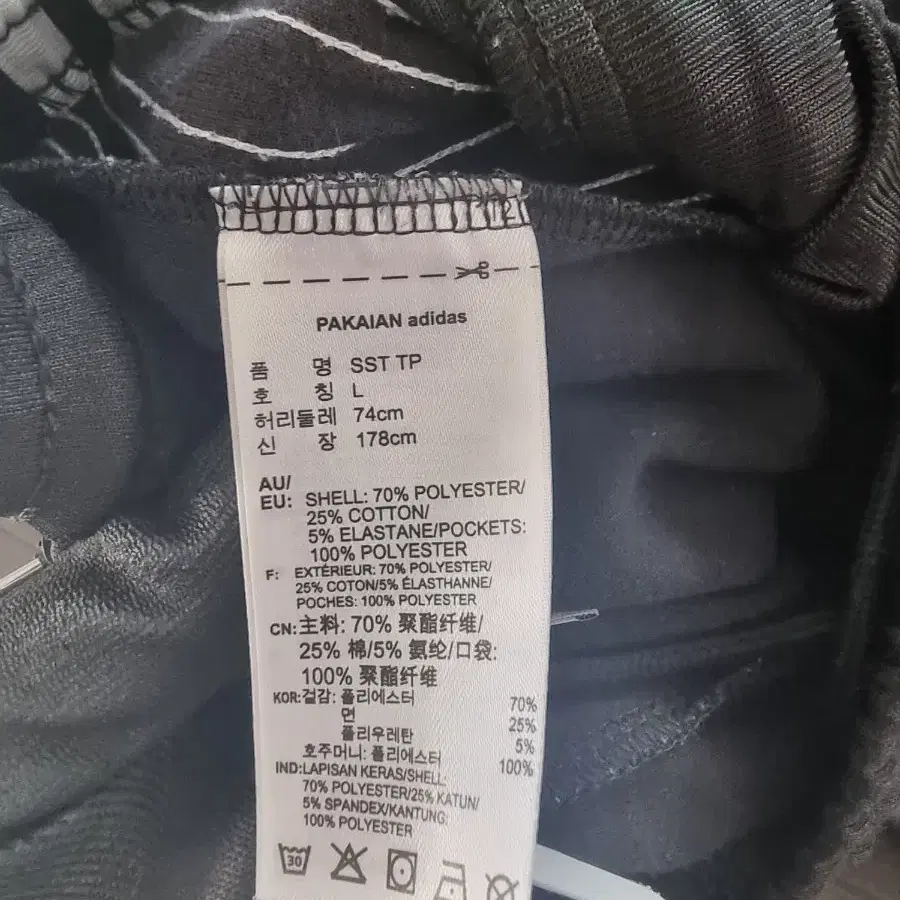 12
PAKAIAN adidas
품 명 SST TP
호 칭 L
허리둘레 74cm
신 장 178cm
AU/
EU: SHELL: 70% POLYESTER/
25% COTTON/
5% ELASTANE/POCKETS:
100% POLYESTER
F: EXTÉRIEUR: 70% POLYESTER/
25% COTON/5% ÉLASTHANNE/
POCHES: 100% POLYESTER
CN: 主料: 70% 聚酯纤维/
25% 棉/5% 氨纶/口袋:
100% 聚酯纤维
KOR: 겉감: 폴리에스터 70%
면 25%
폴리우레탄 5%
호주머니: 폴리에스터 100%
IND:LAPISAN KERAS/SHELL:
70% POLYESTER/25% KATUN/
5% SPANDEX/KANTUNG:
100% POLYESTER
30